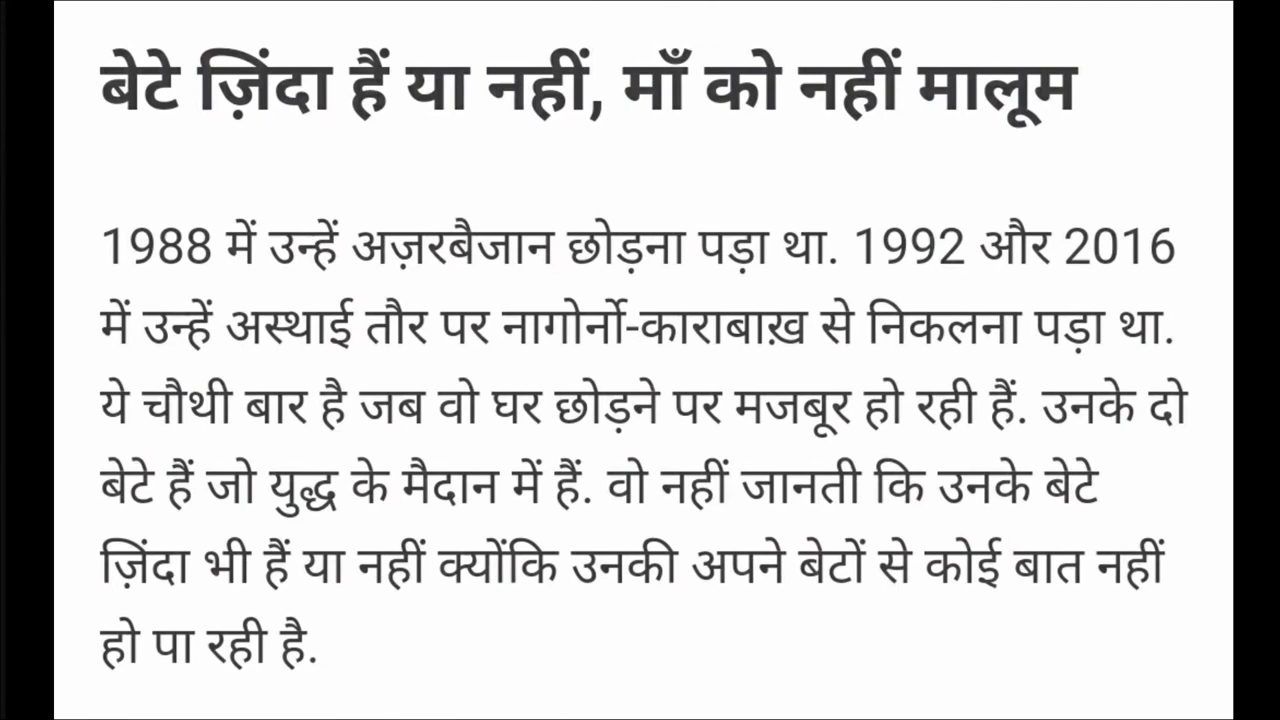 बेटे ज़िंदा हैं या नहीं, माँ को नहीं मालूम
1988 में उन्हें अज़रबैजान छोड़ना पड़ा था. 1992 और 2016
में उन्हें अस्थाई तौर पर नागोर्नो-काराबाख़ से निकलना पड़ा था.
ये चौथी बार है जब वो घर छोड़ने पर मजबूर हो रही हैं. उनके दो
बेटे हैं जो युद्ध के मैदान में हैं. वो नहीं जानती कि उनके बेटे
ज़िंदा भी हैं या नहीं क्योंकि उनकी अपने बेटों से कोई बात नहीं
हो पा रही है.